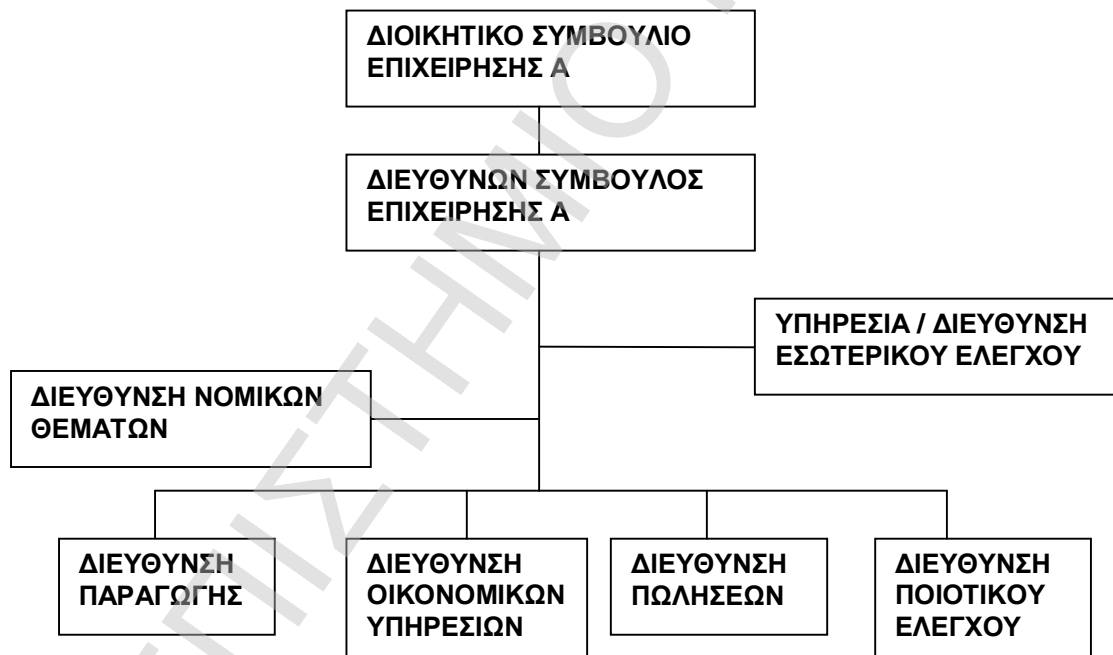 ΔΙΟΙΚΗΤΙΚΟ ΣΥΜΒΟΥΛΙΟ
ΕΠΙΧΕΙΡΗΣΗΣ Α
ΔΙΕΥΘΥΝΩΝ ΣΥΜΒΟΥΛΟΣ
ΕΠΙΧΕΙΡΗΣΗΣ Α
ΥΠΗΡΕΣΙΑ / ΔΙΕΥΘΥΝΣΗ
ΕΣΩΤΕΡΙΚΟΥ ΕΛΕΓΧΟΥ
ΔΙΕΥΘΥΝΣΗ ΝΟΜΙΚΩΝ
ΘΕΜΑΤΩΝ
ΔΙΕΥΘΥΝΣΗ
ΠΑΡΑΓΩΓΗΣ
ΔΙΕΥΘΥΝΣΗ
ΟΙΚΟΝΟΜΙΚΩΝ
ΥΠΗΡΕΣΙΩΝ
ΔΙΕΥΘΥΝΣΗ
ΠΩΛΗΣΕΩΝ
ΔΙΕΥΘΥΝΣΗ
ΠΟΙΟΤΙΚΟΥ
ΕΛΕΓΧΟΥ